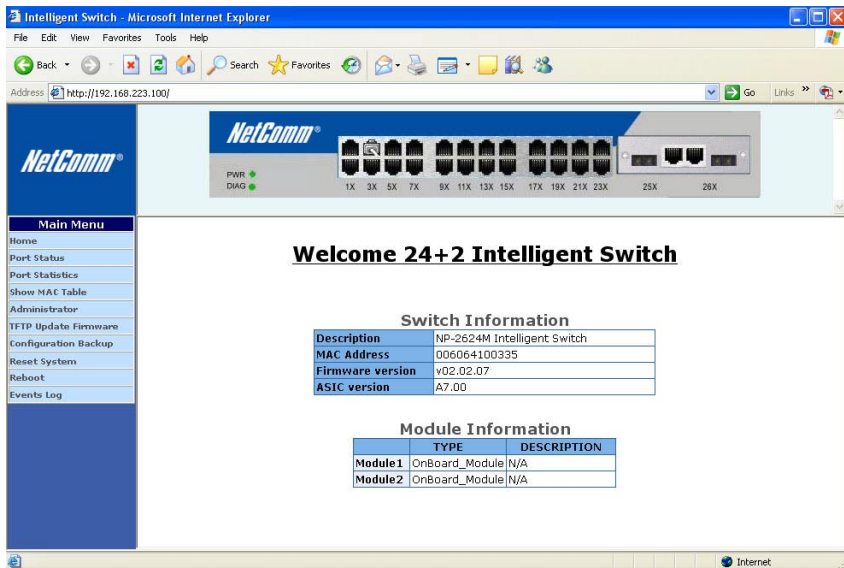 Intelligent Switch - Microsoft Internet Explorer
File Edit View Favorites Tools Help
Back Search Favorites
Address http://192.168.223.100/ Go Links »
NetComm®
NetComm®
PWR
DIAG
1X 3X 5X 7X 9X 11X 13X 15X 17X 19X 21X 23X 25X 26X
Main Menu
Home
Port Status
Port Statistics
Show MAC Table
Administrator
TFTP Update Firmware
Configuration Backup
Reset System
Reboot
Events Log
Welcome 24+2 Intelligent Switch
Switch Information
Description NP-2624M Intelligent Switch
MAC Address 006064100335
Firmware version v02.02.07
ASIC version A7.00
Module Information
TYPE DESCRIPTION
Module1 OnBoard_Module N/A
Module2 OnBoard_Module N/A
Internet